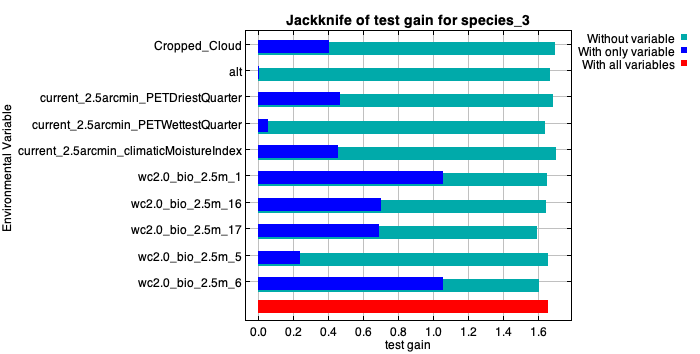 Jackknife of test gain for species_3
Without variable
With only variable
With all variables
Environmental Variable
Cropped_Cloud
alt
current_2.5arcmin_PETDriestQuarter
current_2.5arcmin_PETWettestQuarter
current_2.5arcmin_climaticMoistureIndex
wc2.0_bio_2.5m_1
wc2.0_bio_2.5m_16
wc2.0_bio_2.5m_17
wc2.0_bio_2.5m_5
wc2.0_bio_2.5m_6
0.0 0.2 0.4 0.6 0.8 1.0 1.2 1.4 1.6
test gain